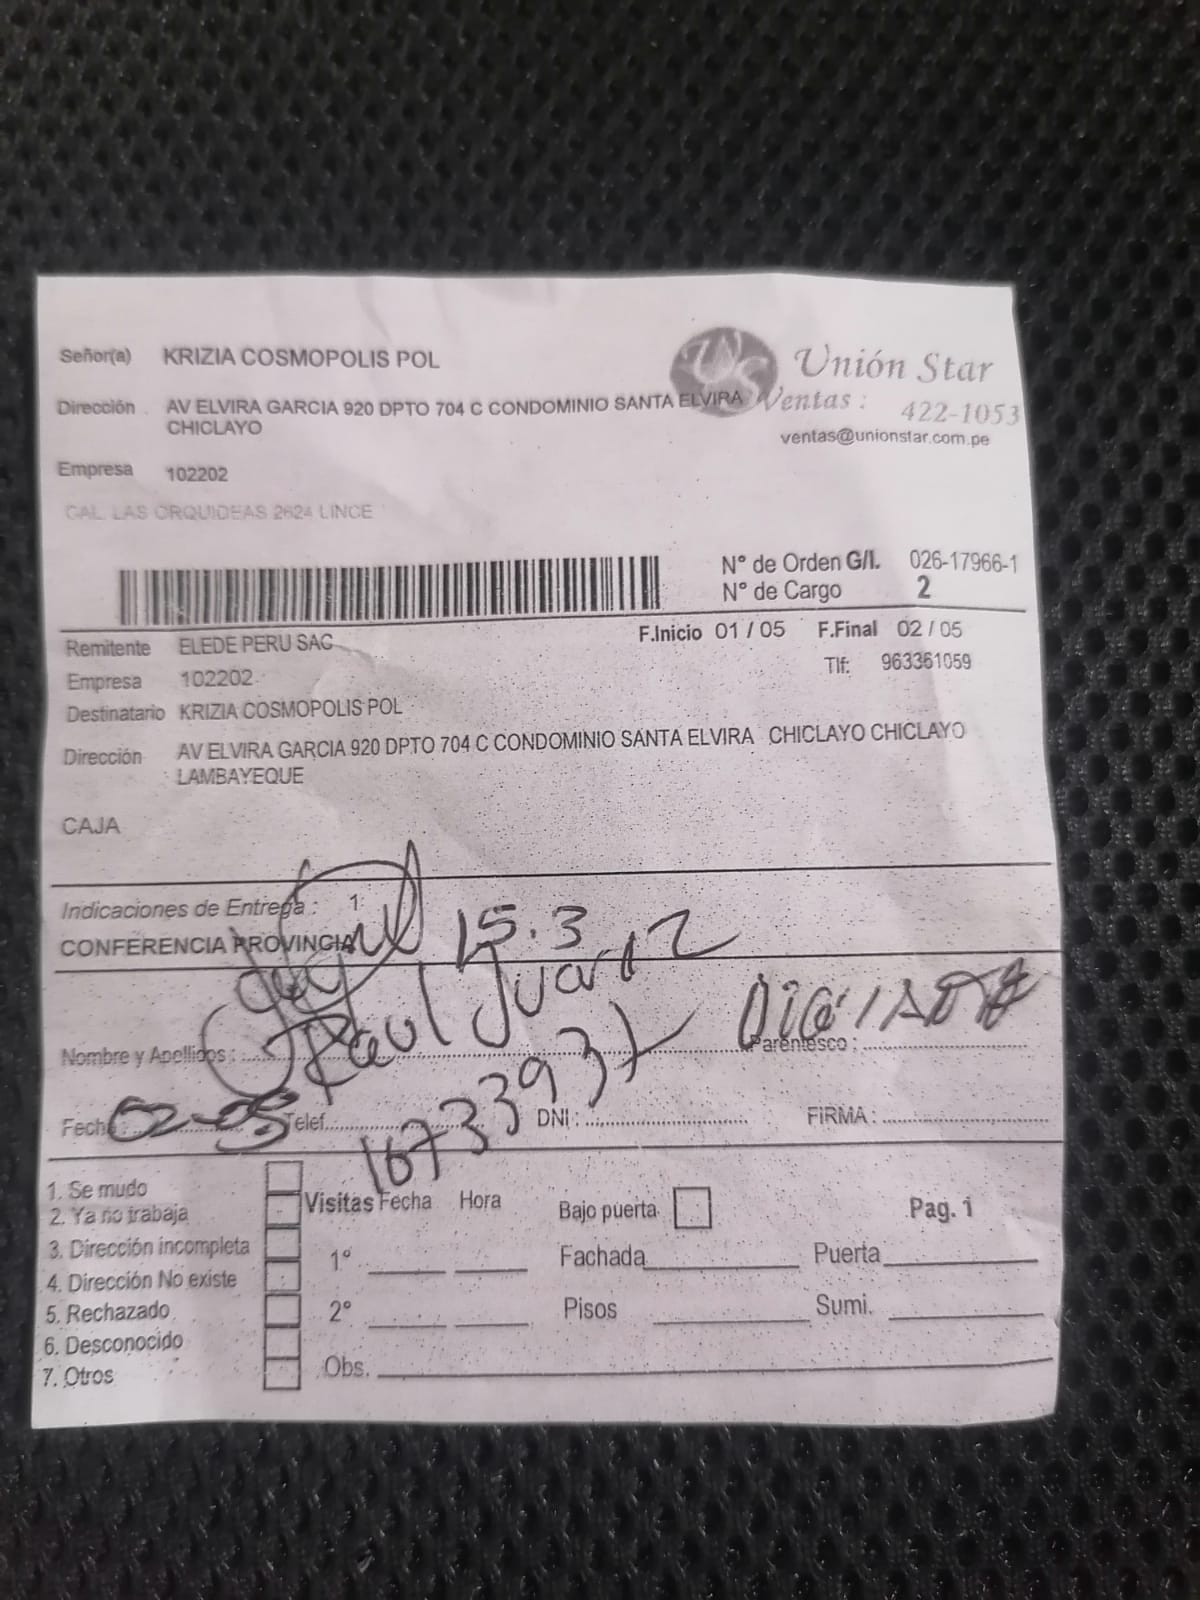 Señor(a) KRIZIA COSMOPOLIS POL
Unión Star
Dirección AV ELVIRA GARCIA 920 DPTO 704 C CONDOMINIO SANTA ELVIRA
CHICLAYO
Ventas : 422-1053
ventas@unionstar.com.pe
Empresa 102202
CAL. LAS ORQUIDEAS 2624 LINCE
N° de Orden G/I. 026-17966-1
N° de Cargo 2
F.Inicio 01 / 05 F.Final 02 / 05
Remitente ELEDE PERU SAC
Tlf: 963361059
Empresa 102202
Destinatario KRIZIA COSMOPOLIS POL
Dirección AV ELVIRA GARCIA 920 DPTO 704 C CONDOMINIO SANTA ELVIRA CHICLAYO CHICLAYO
LAMBAYEQUE
CAJA
Indicaciones de Entrega : 1
CONFERENCIA PROVINCIA
15.3
Raul Juarez
Nombre y Apellidos : Parentesco :
Fecha: 02-05 Telef. DNI : FIRMA :
1. Se mudo
2. Ya no trabaja
3. Dirección incompleta
4. Dirección No existe
5. Rechazado
6. Desconocido
7. Otros
Visitas Fecha Hora
1°
2°
Obs.
Bajo puerta Pag. 1
Fachada Puerta
Pisos Sumi.